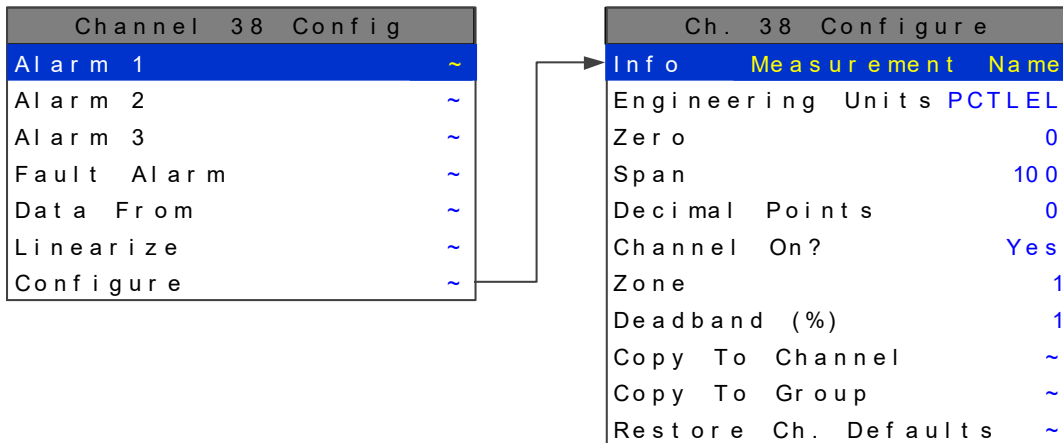 Channel 38 Config
Alarm 1 ~
Alarm 2 ~
Alarm 3 ~
Fault Alarm ~
Data From ~
Linearize ~
Configure ~
Ch. 38 Configure
Info Measurement Name
Engineering Units PCTLEL
Zero 0
Span 100
Decimal Points 0
Channel On? Yes
Zone 1
Deadband (%) 1
Copy To Channel ~
Copy To Group ~
Restore Ch. Defaults ~